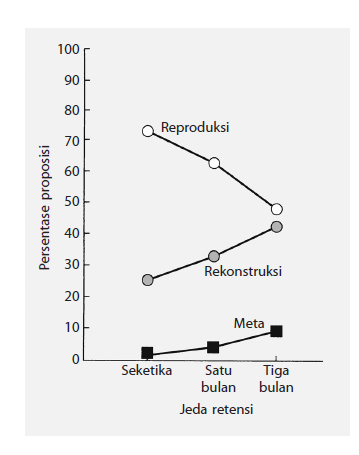 100
90
80
70
60
50
40
30
20
10
0
Persentase proposisi
Reproduksi
Rekonstruksi
Meta
Seketika
Satu
bulan
Tiga
bulan
Jeda retensi